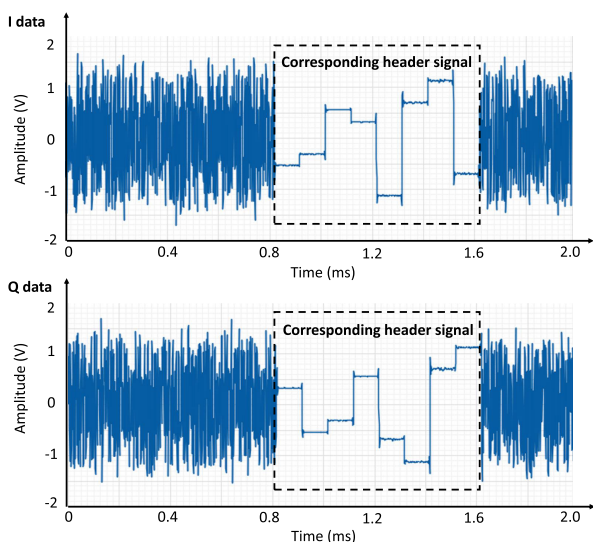 I data
Corresponding header signal
Amplitude (V)
2
1
0
-1
-2
0 0.4 0.8 1.2 1.6 2.0
Time (ms)
Q data
Corresponding header signal
Amplitude (V)
2
1
0
-1
-2
0 0.4 0.8 1.2 1.6 2.0
Time (ms)